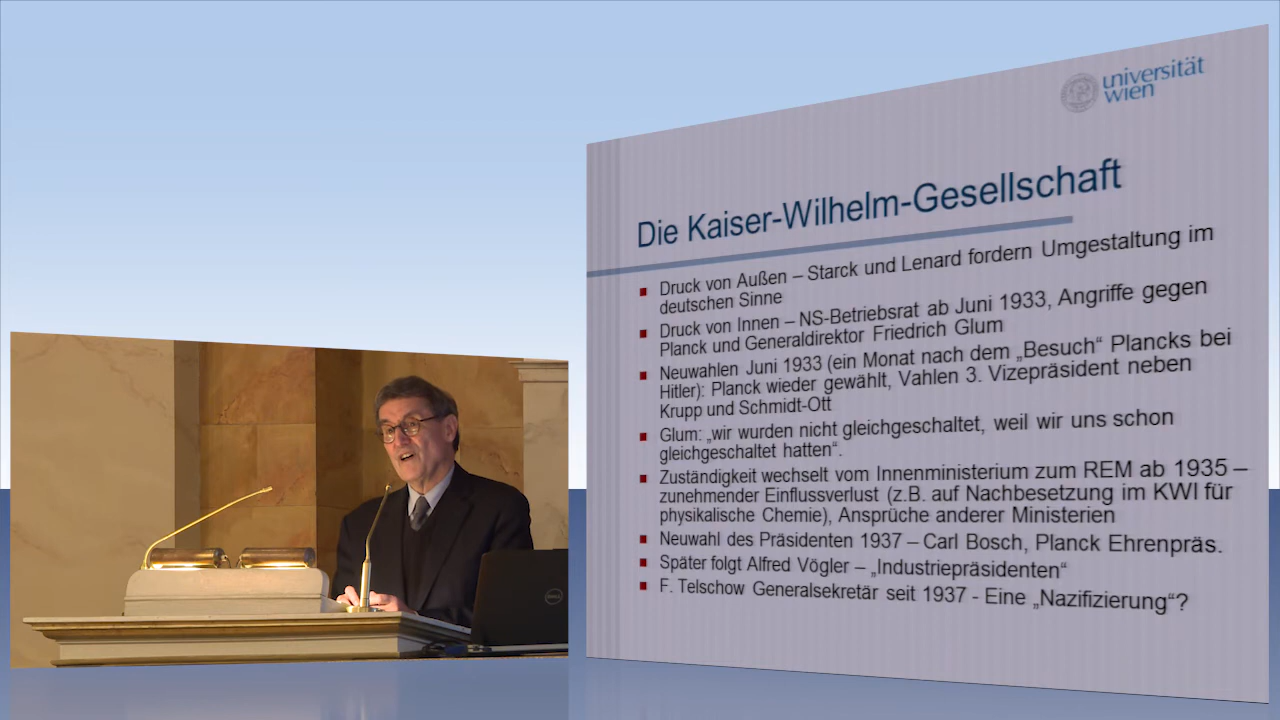 universität
wien
Die Kaiser-Wilhelm-Gesellschaft
Druck von Außen – Starck und Lenard fordern Umgestaltung im
deutschen Sinne
Druck von Innen – NS-Betriebsrat ab Juni 1933, Angriffe gegen
Planck und Generaldirektor Friedrich Glum
Neuwahlen Juni 1933 (ein Monat nach dem „Besuch“ Plancks bei
Hitler): Planck wieder gewählt, Vahlen 3. Vizepräsident neben
Krupp und Schmidt-Ott
Glum: „wir wurden nicht gleichgeschaltet, weil wir uns schon
gleichgeschaltet hatten“.
Zuständigkeit wechselt vom Innenministerium zum REM ab 1935 –
zunehmender Einflussverlust (z.B. auf Nachbesetzung im KWI für
physikalische Chemie), Ansprüche anderer Ministerien
Neuwahl des Präsidenten 1937 – Carl Bosch, Planck Ehrenpräs.
Später folgt Alfred Vögler – „Industriepräsidenten“
F. Telschow Generalsekretär seit 1937 - Eine „Nazifizierung“?
DELL